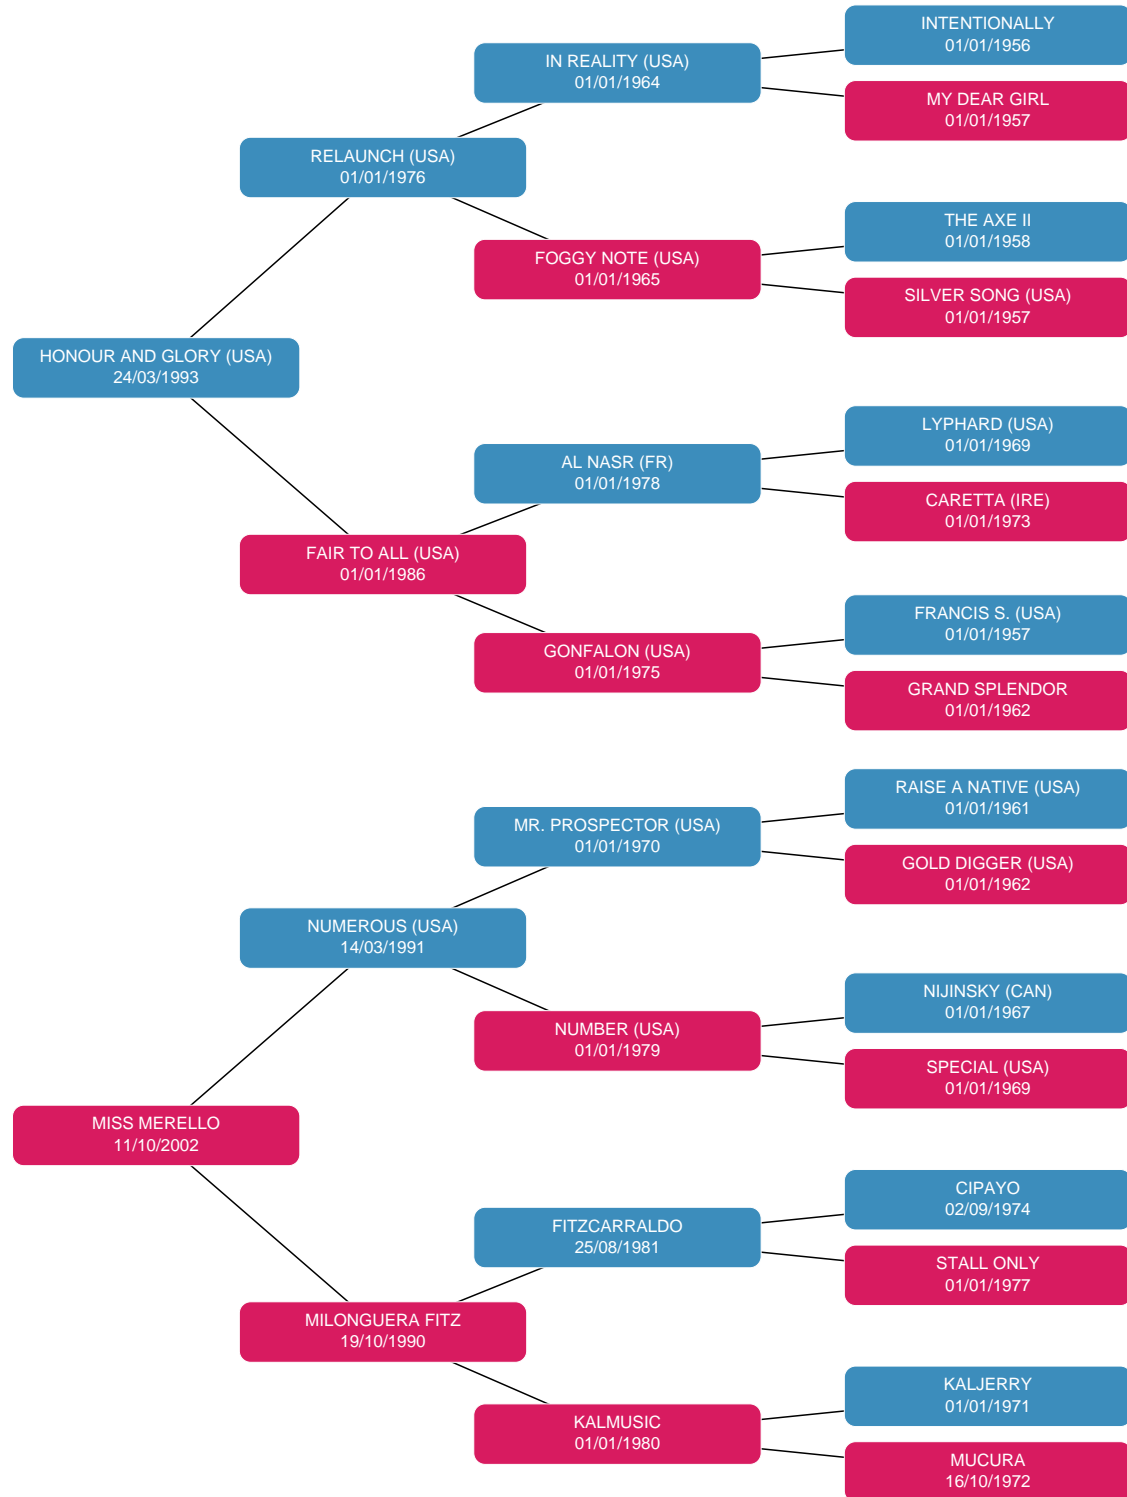 INTENTIONALLY
01/01/1956
IN REALITY (USA)
01/01/1964
MY DEAR GIRL
01/01/1957
RELAUNCH (USA)
01/01/1976
THE AXE II
01/01/1958
FOGGY NOTE (USA)
01/01/1965
SILVER SONG (USA)
01/01/1957
HONOUR AND GLORY (USA)
24/03/1993
LYPHARD (USA)
01/01/1969
AL NASR (FR)
01/01/1978
CARETTA (IRE)
01/01/1973
FAIR TO ALL (USA)
01/01/1986
FRANCIS S. (USA)
01/01/1957
GONFALON (USA)
01/01/1975
GRAND SPLENDOR
01/01/1962
RAISE A NATIVE (USA)
01/01/1961
MR. PROSPECTOR (USA)
01/01/1970
GOLD DIGGER (USA)
01/01/1962
NUMEROUS (USA)
14/03/1991
NIJINSKY (CAN)
01/01/1967
NUMBER (USA)
01/01/1979
SPECIAL (USA)
01/01/1969
MISS MERELLO
11/10/2002
CIPAYO
02/09/1974
FITZCARRALDO
25/08/1981
STALL ONLY
01/01/1977
MILONGUERA FITZ
19/10/1990
KALJERRY
01/01/1971
KALMUSIC
01/01/1980
MUCURA
16/10/1972